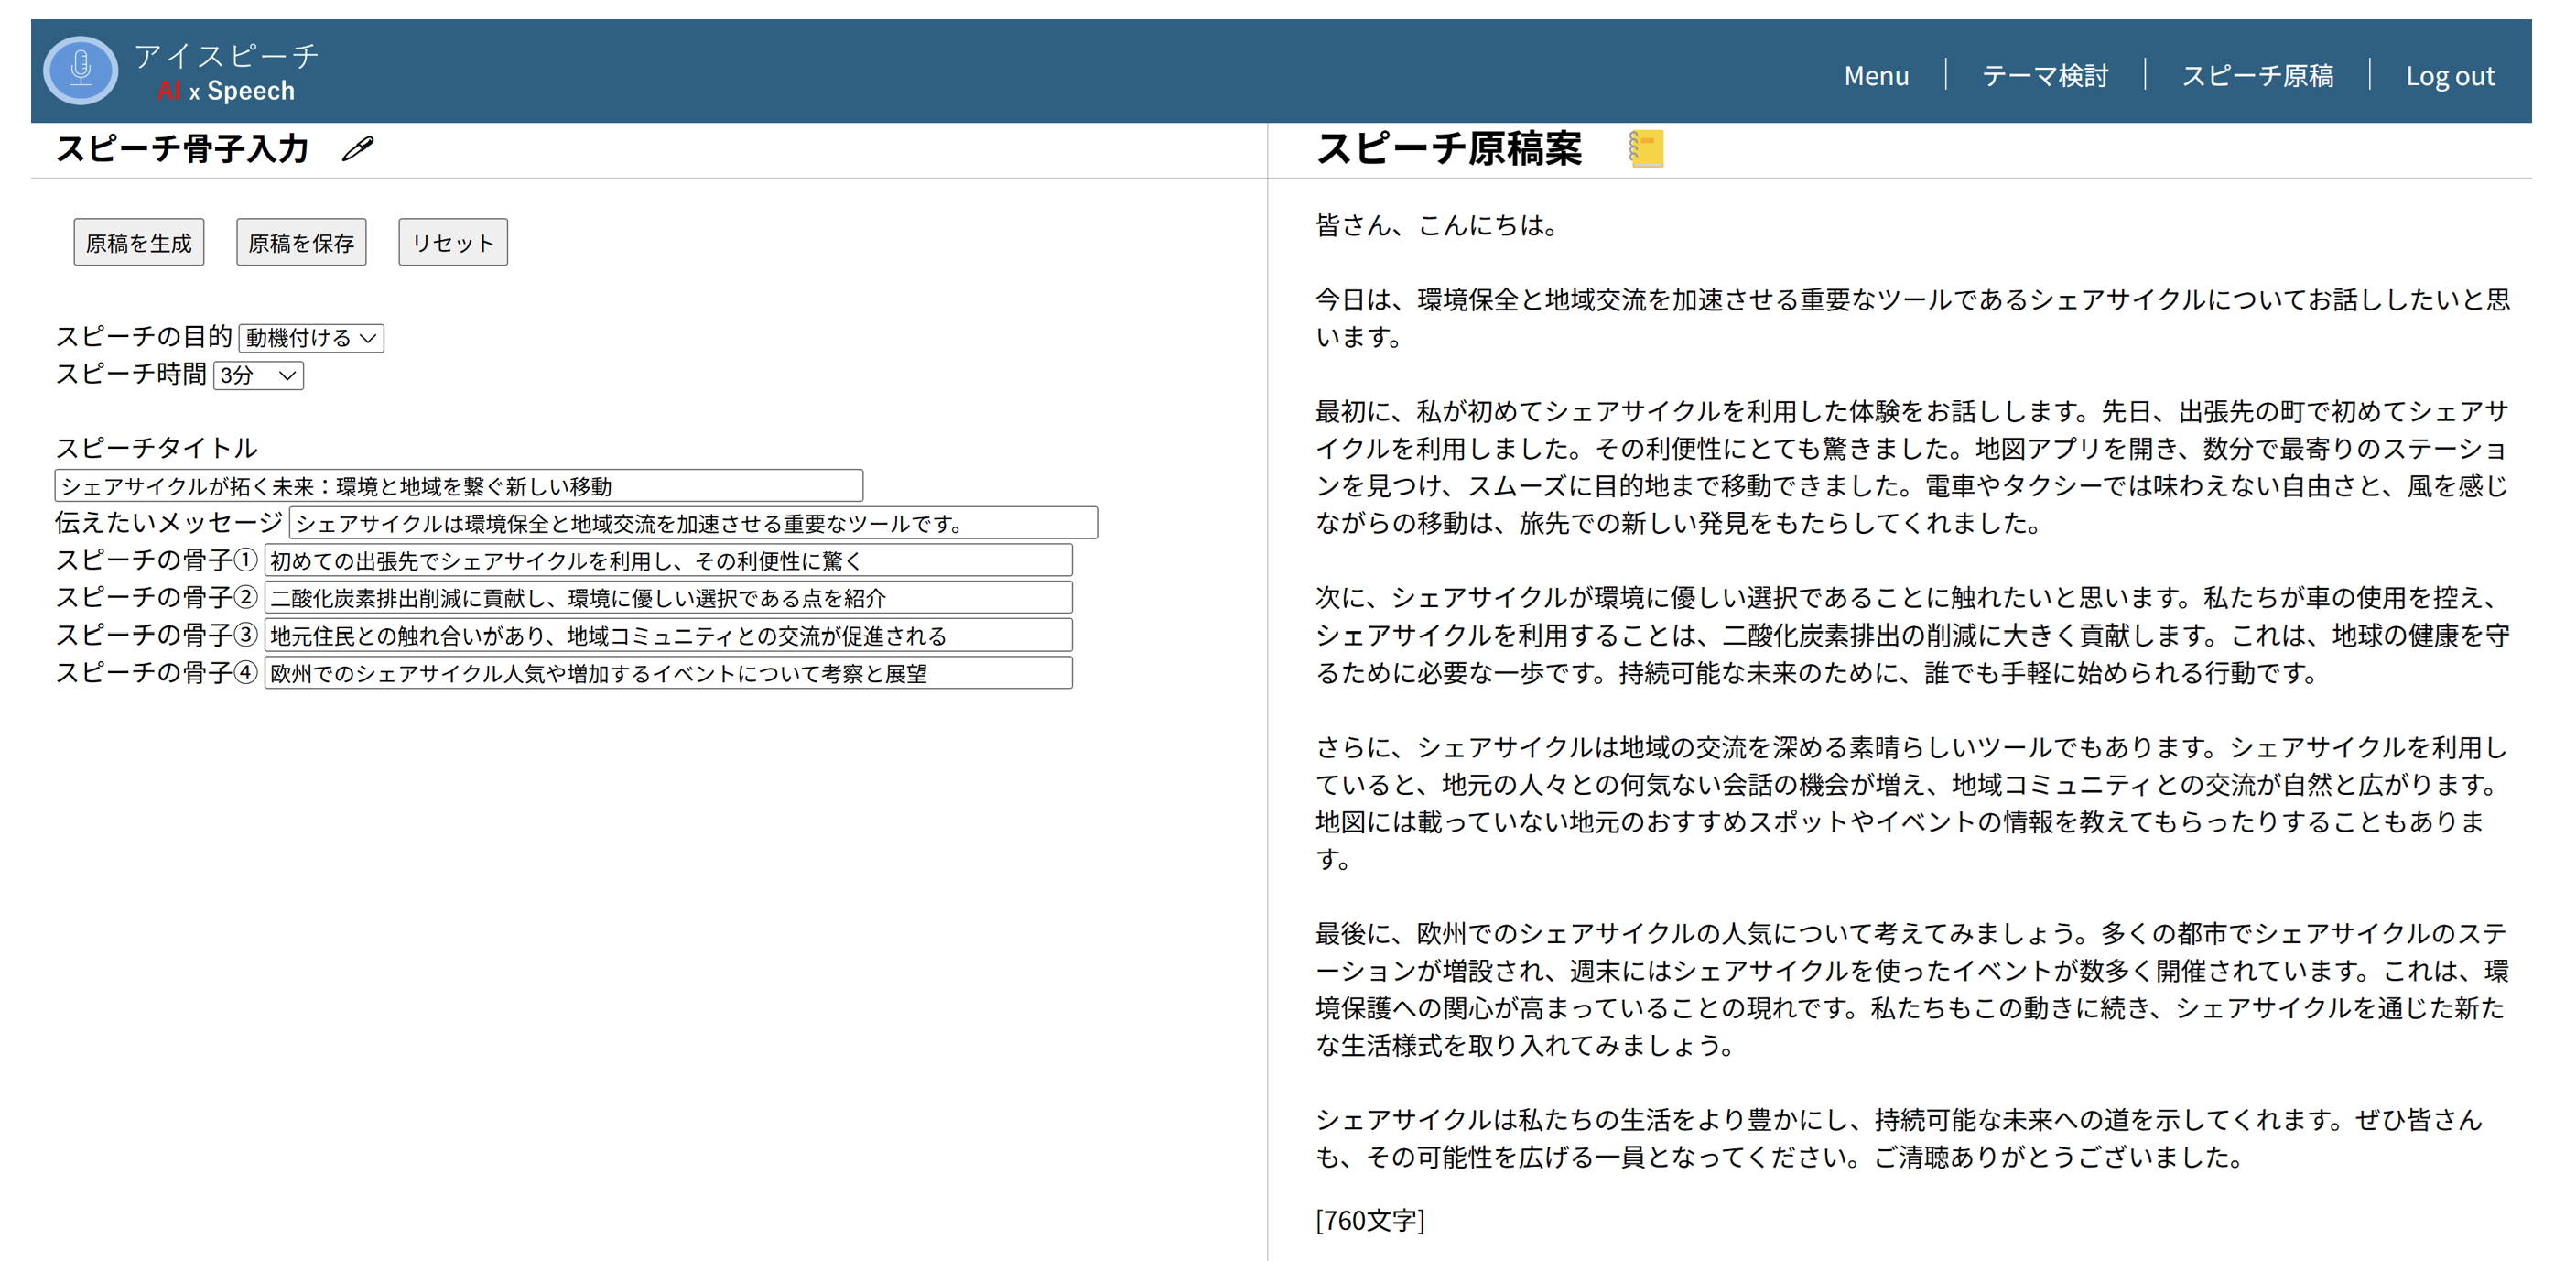 アイスピーチ
AI x Speech
Menu
テーマ検討
スピーチ原稿
Log out
スピーチ骨子入力
原稿を生成
原稿を保存
リセット
スピーチの目的 動機付ける
スピーチ時間 3分
スピーチタイトル
シェアサイクルが拓く未来：環境と地域を繋ぐ新しい移動
伝えたいメッセージ シェアサイクルは環境保全と地域交流を加速させる重要なツールです。
スピーチの骨子① 初めての出張先でシェアサイクルを利用し、その利便性に驚く
スピーチの骨子② 二酸化炭素排出削減に貢献し、環境に優しい選択である点を紹介
スピーチの骨子③ 地元住民との触れ合いがあり、地域コミュニティとの交流が促進される
スピーチの骨子④ 欧州でのシェアサイクル人気や増加するイベントについて考察と展望
スピーチ原稿案
皆さん、こんにちは。
今日は、環境保全と地域交流を加速させる重要なツールであるシェアサイクルについてお話ししたいと思
います。
最初に、私が初めてシェアサイクルを利用した体験をお話しします。先日、出張先の町で初めてシェアサ
イクルを利用しました。その利便性にとても驚きました。地図アプリを開き、数分で最寄りのステーショ
ンを見つけ、スムーズに目的地まで移動できました。電車やタクシーでは味わえない自由さと、風を感じ
ながらの移動は、旅先での新しい発見をもたらしてくれました。
次に、シェアサイクルが環境に優しい選択であることに触れたいと思います。私たちが車の使用を控え、
シェアサイクルを利用することは、二酸化炭素排出の削減に大きく貢献します。これは、地球の健康を守
るために必要な一歩です。持続可能な未来のために、誰でも手軽に始められる行動です。
さらに、シェアサイクルは地域の交流を深める素晴らしいツールでもあります。シェアサイクルを利用し
ていると、地元の人々との何気ない会話の機会が増え、地域コミュニティとの交流が自然と広がります。
地図には載っていない地元のおすすめスポットやイベントの情報を教えてもらったりすることもありま
す。
最後に、欧州でのシェアサイクルの人気について考えてみましょう。多くの都市でシェアサイクルのステ
ーションが増設され、週末にはシェアサイクルを使ったイベントが数多く開催されています。これは、環
境保護への関心が高まっていることの現れです。私たちもこの動きに続き、シェアサイクルを通じた新た
な生活様式を取り入れてみましょう。
シェアサイクルは私たちの生活をより豊かにし、持続可能な未来への道を示してくれます。ぜひ皆さん
も、その可能性を広げる一員となってください。ご清聴ありがとうございました。
[760文字]